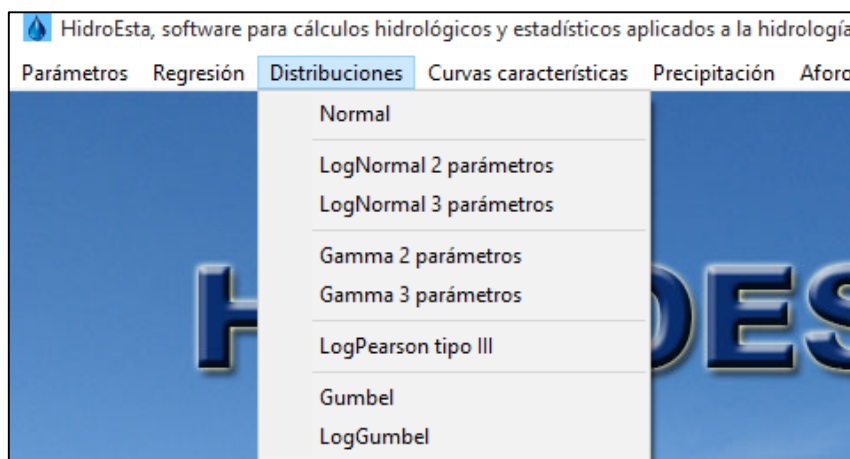 HidroEsta, software para cálculos hidrológicos y estadísticos aplicados a la hidrología
Parámetros Regresión Distribuciones Curvas características Precipitación Aforo
Normal
LogNormal 2 parámetros
LogNormal 3 parámetros
Gamma 2 parámetros
Gamma 3 parámetros
LogPearson tipo III
Gumbel
LogGumbel